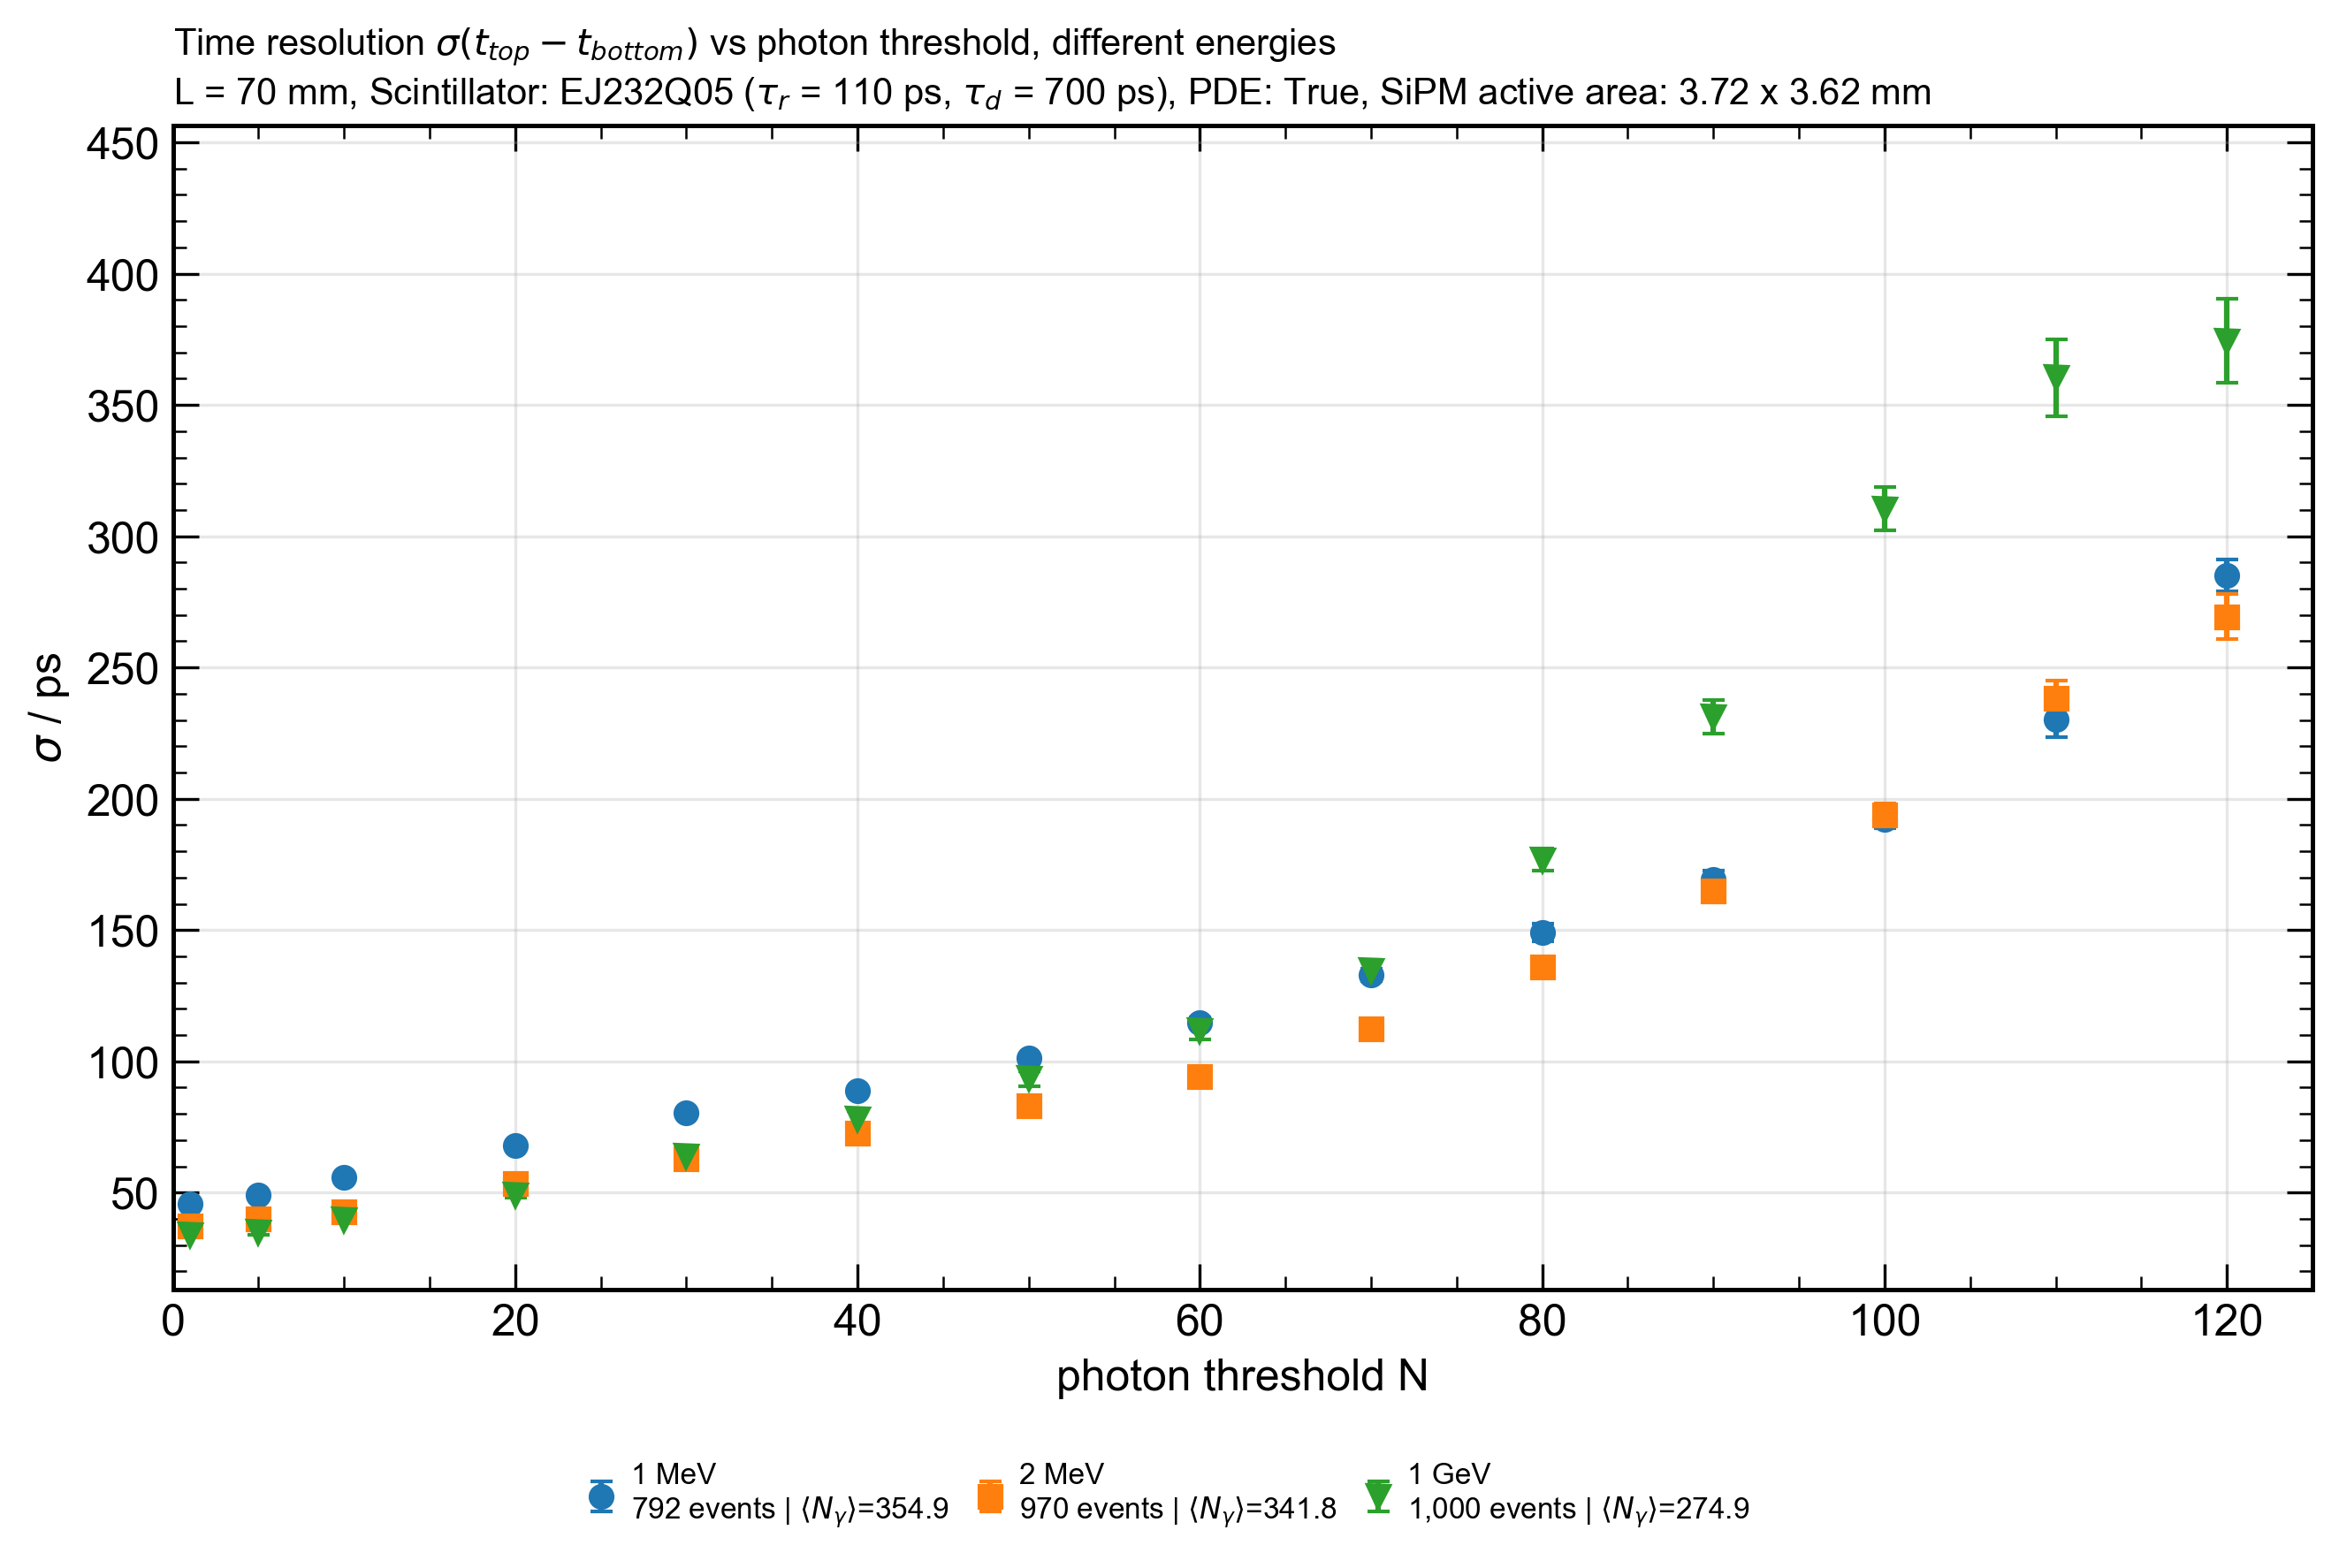 Time resolution σ(t_top − t_bottom) vs photon threshold, different energies
L = 70 mm, Scintillator: EJ232Q05 (τ_r = 110 ps, τ_d = 700 ps), PDE: True, SiPM active area: 3.72 x 3.62 mm
450
400
350
300
250
200
150
100
50
σ / ps
0 20 40 60 80 100 120
photon threshold N
1 MeV
792 events | ⟨N_γ⟩=354.9
2 MeV
970 events | ⟨N_γ⟩=341.8
1 GeV
1,000 events | ⟨N_γ⟩=274.9